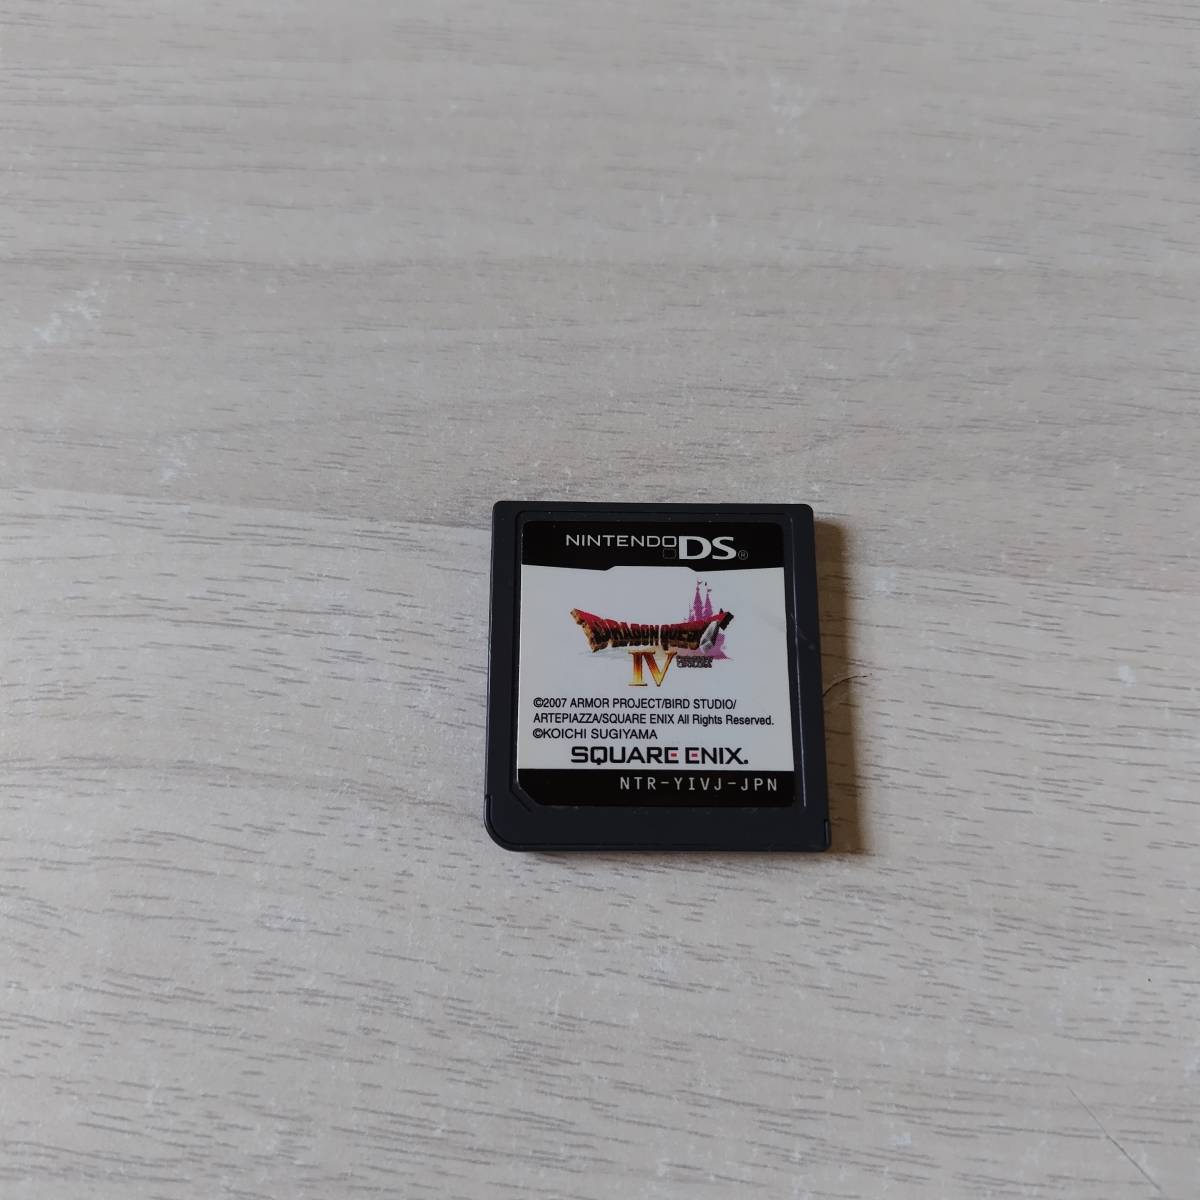 NINTENDO DS®
DRAGON QUEST
IV
©2007 ARMOR PROJECT/BIRD STUDIO/
ARTEPIAZZA/SQUARE ENIX All Rights Reserved.
©KOICHI SUGIYAMA
SQUARE ENIX.
NTR-YIVJ-JPN